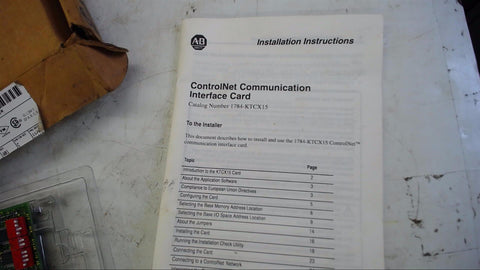 AB
Installation Instructions
ControlNet Communication
Interface Card
Catalog Number 1784-KTCX15
To the Installer
This document describes how to install and use the 1784-KTCX15 ControlNet™
communication interface card.
Topic Page
Introduction to the KTCX15 Card 2
About the Application Software 2
Compliance to European Union Directives 3
Configuring the Card
Selecting the Base Memory Address Location 5
Selecting the Base I/O Space Address Location
About the Jumpers 9
Installing the Card 14
Running the Installation Check Utility 16
Connecting the Card
Connecting to a ControlNet Network 20